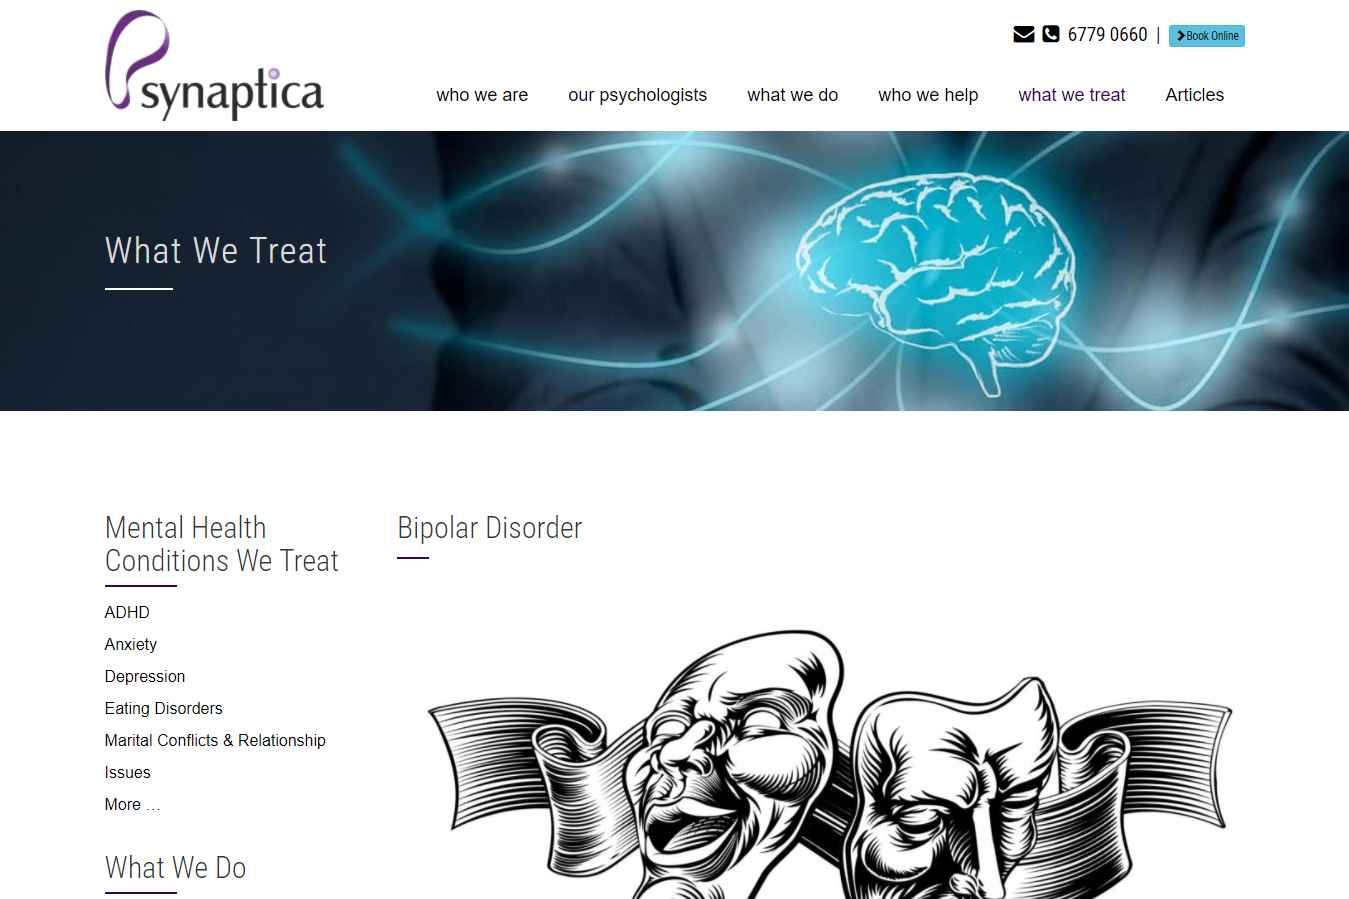 Psynaptica
6779 0660 | Book Online
who we are our psychologists what we do who we help what we treat Articles
What We Treat
Mental Health
Conditions We Treat
ADHD
Anxiety
Depression
Eating Disorders
Marital Conflicts & Relationship
Issues
More ...
What We Do
Bipolar Disorder